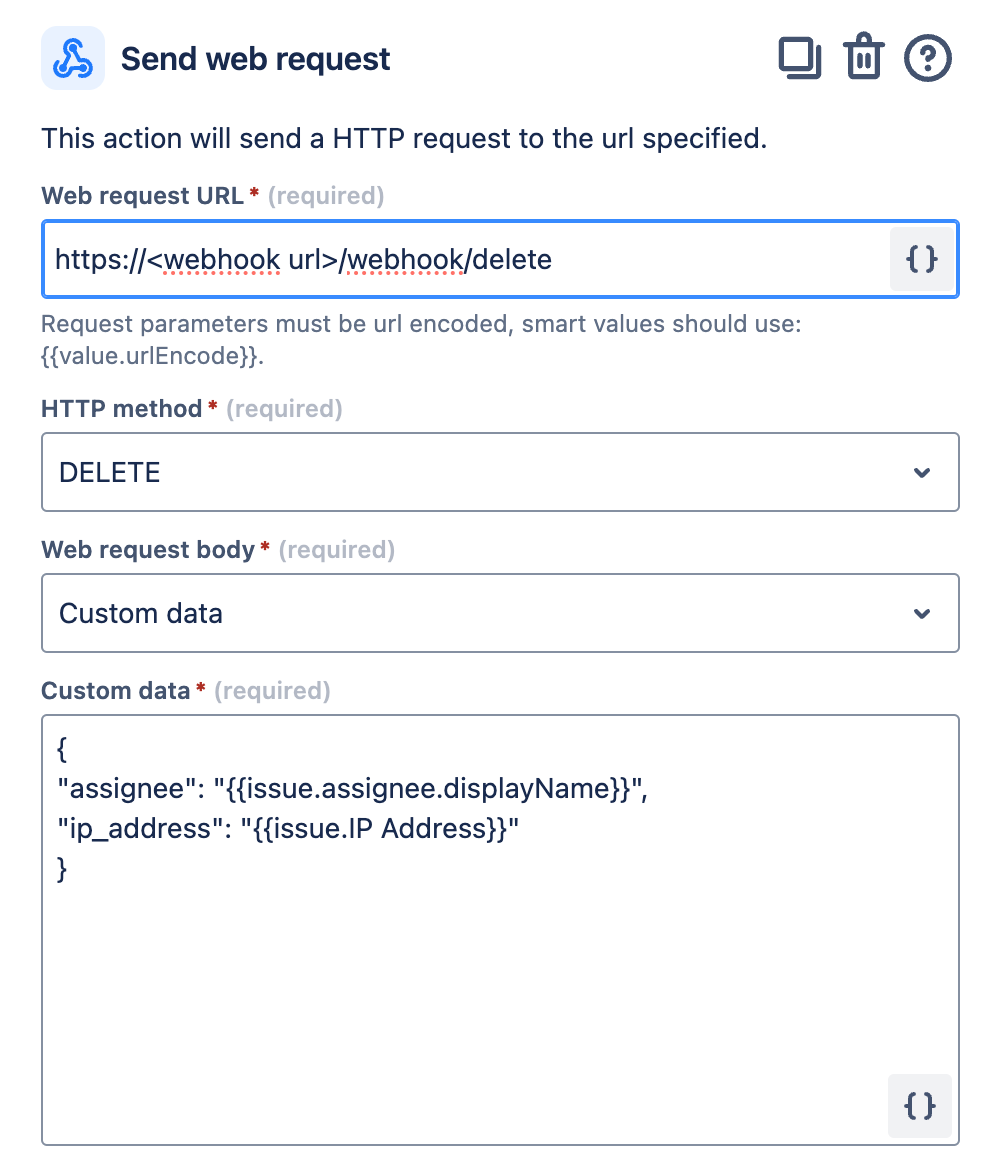 Send web request
This action will send a HTTP request to the url specified.
Web request URL* (required)
https://<webhook url>/webhook/delete
{}
Request parameters must be url encoded, smart values should use:
{{value.urlEncode}}.
HTTP method* (required)
DELETE
Web request body* (required)
Custom data
Custom data* (required)
{
"assignee": "{{issue.assignee.displayName}}",
"ip_address": "{{issue.IP Address}}"
}
{}